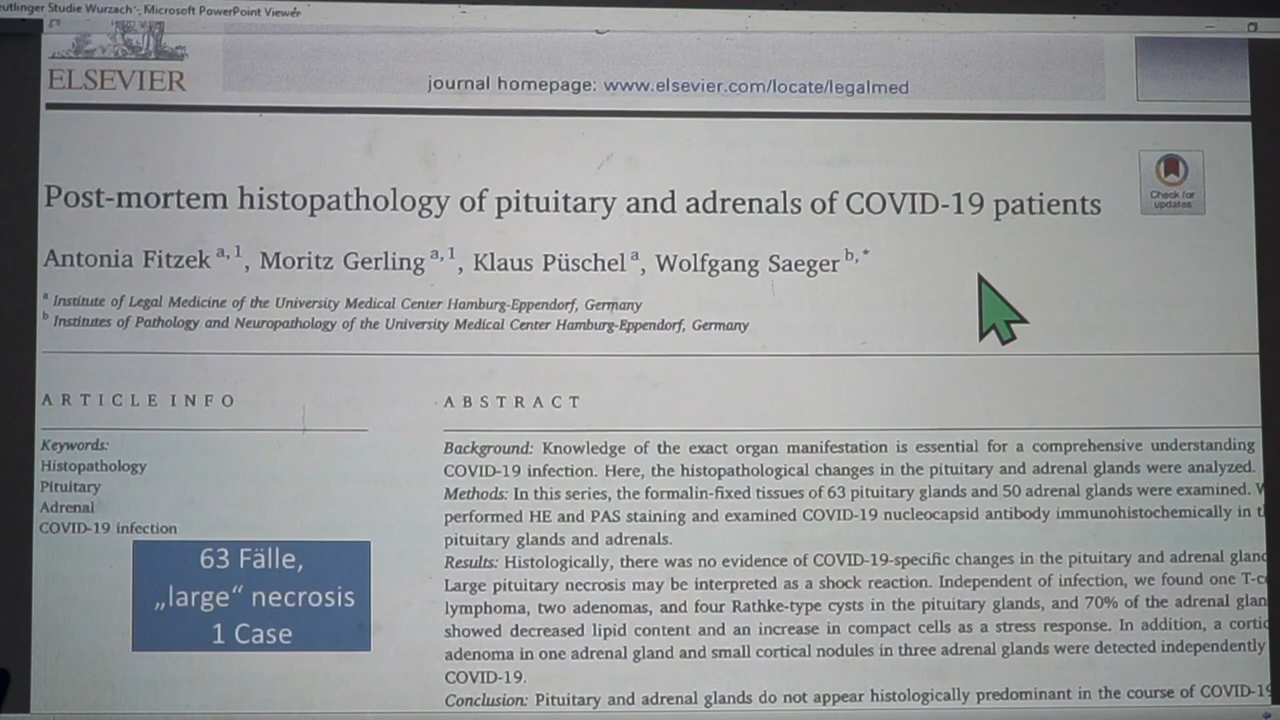 utlinger Studie Wurzach - Microsoft PowerPoint Viewer
ELSEVIER
journal homepage: www.elsevier.com/locate/legalmed
Check for
updates
Post-mortem histopathology of pituitary and adrenals of COVID-19 patients
Antonia Fitzek a, 1, Moritz Gerling a, 1, Klaus Püschel a, Wolfgang Saeger b, *
a Institute of Legal Medicine of the University Medical Center Hamburg-Eppendorf, Germany
b Institutes of Pathology and Neuropathology of the University Medical Center Hamburg-Eppendorf, Germany
ARTICLE INFO
Keywords:
Histopathology
Pituitary
Adrenal
COVID-19 infection
63 Fälle,
„large“ necrosis
1 Case
ABSTRACT
Background: Knowledge of the exact organ manifestation is essential for a comprehensive understanding
COVID-19 infection. Here, the histopathological changes in the pituitary and adrenal glands were analyzed.
Methods: In this series, the formalin-fixed tissues of 63 pituitary glands and 50 adrenal glands were examined.
performed HE and PAS staining and examined COVID-19 nucleocapsid antibody immunohistochemically in
pituitary glands and adrenals.
Results: Histologically, there was no evidence of COVID-19-specific changes in the pituitary and adrenal gland
Large pituitary necrosis may be interpreted as a shock reaction. Independent of infection, we found one T-c
lymphoma, two adenomas, and four Rathke-type cysts in the pituitary glands, and 70% of the adrenal glan
showed decreased lipid content and an increase in compact cells as a stress response. In addition, a cortic
adenoma in one adrenal gland and small cortical nodules in three adrenal glands were detected independently
COVID-19.
Conclusion: Pituitary and adrenal glands do not appear histologically predominant in the course of COVID-19